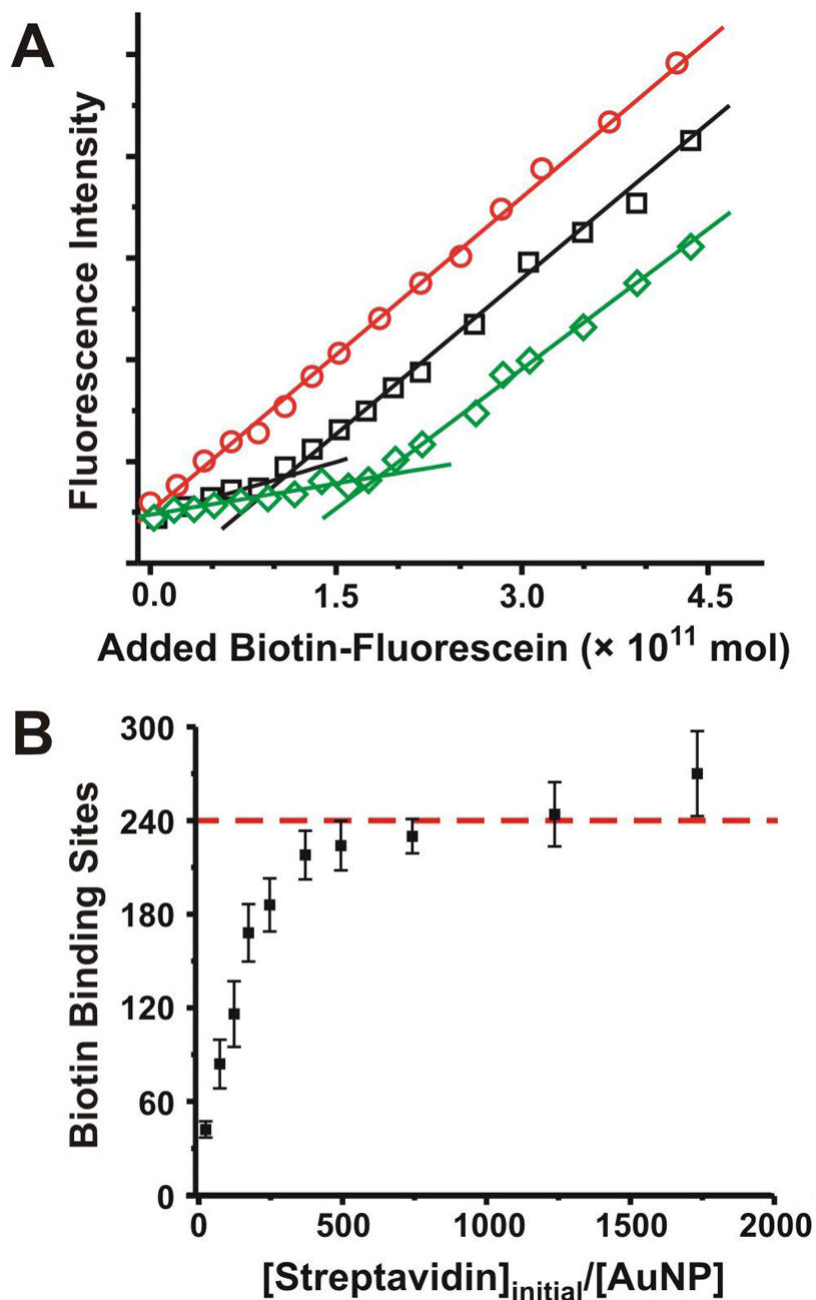 A
Fluorescence Intensity
0.0 1.5 3.0 4.5
Added Biotin-Fluorescein (× 10¹¹ mol)
B
Biotin Binding Sites
300
240
180
120
60
0
0 500 1000 1500 2000
[Streptavidin]initial/[AuNP]